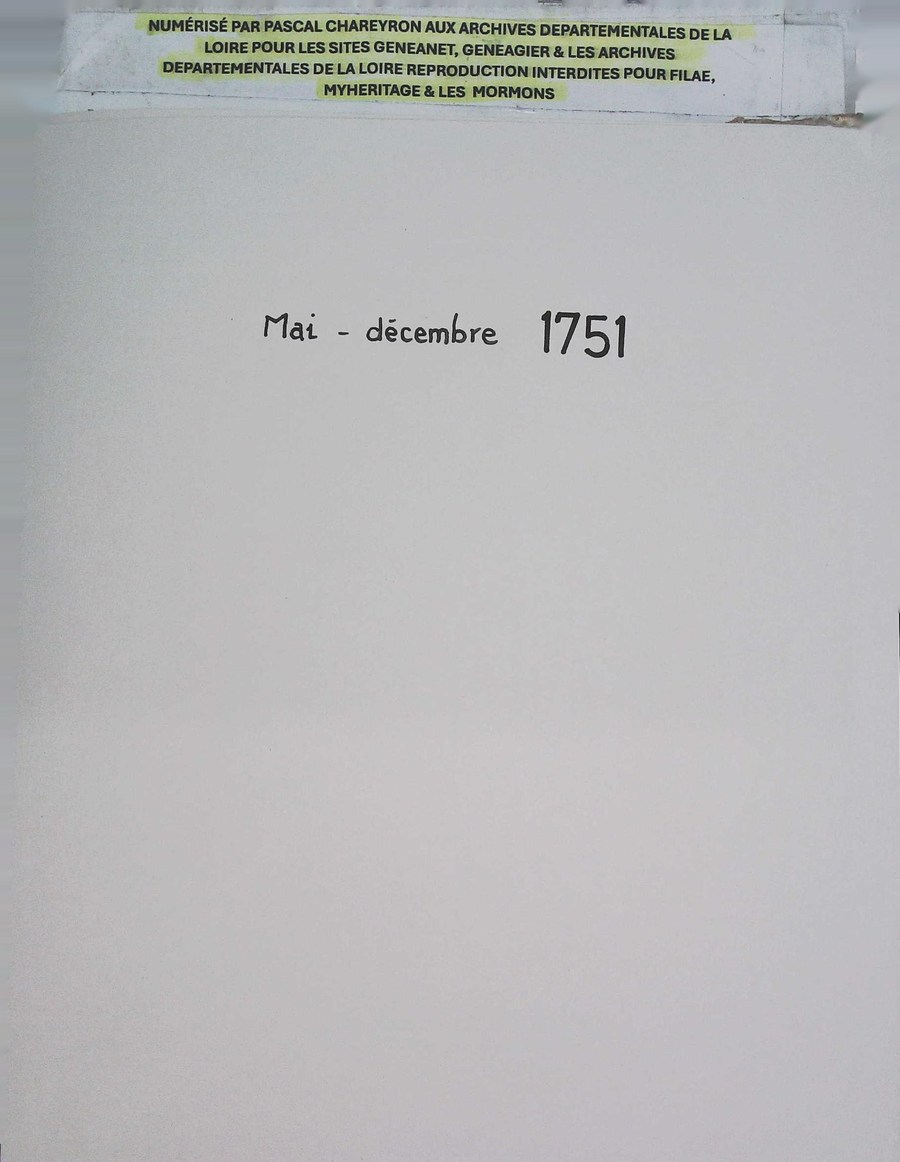 NUMÉRISÉ PAR PASCAL CHAREYRON AUX ARCHIVES DEPARTEMENTALES DE LA
LOIRE POUR LES SITES GENEANET, GENEAGIER & LES ARCHIVES
DEPARTEMENTALES DE LA LOIRE REPRODUCTION INTERDITES POUR FILAE,
MYHERITAGE & LES MORMONS
Mai - décembre 1751